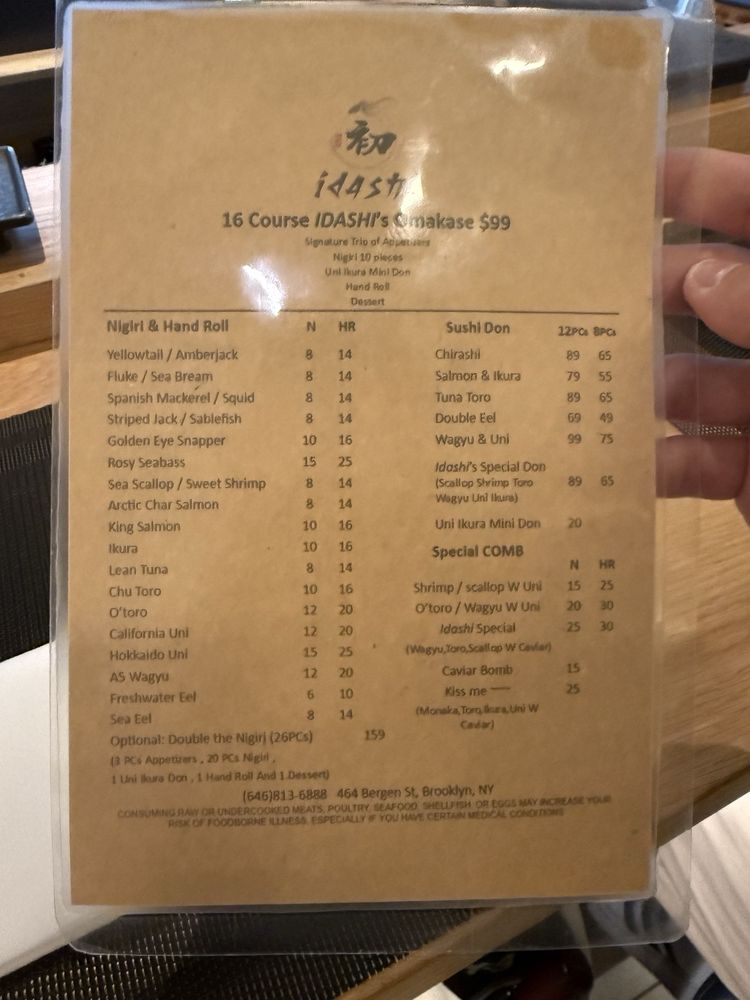 初
idashi
16 Course IDASHI's Omakase $99
Signature Trio of Appetizers
Nigiri 10 pieces
Uni Ikura Mini Don
Hand Roll
Dessert
Nigiri & Hand Roll N HR
Yellowtail / Amberjack 8 14
Fluke / Sea Bream 8 14
Spanish Mackerel / Squid 8 14
Striped Jack / Sablefish 8 14
Golden Eye Snapper 10 16
Rosy Seabass 15 25
Sea Scallop / Sweet Shrimp 8 14
Arctic Char Salmon 8 14
King Salmon 10 16
Ikura 10 16
Lean Tuna 8 14
Chu Toro 10 16
O'toro 12 20
California Uni 12 20
Hokkaido Uni 15 25
A5 Wagyu 12 20
Freshwater Eel 6 10
Sea Eel 8 14
Optional: Double the Nigiri (26PCs) 159
(3 PCs Appetizers , 20 PCs Nigiri ,
1 Uni Ikura Don , 1 Hand Roll And 1 Dessert)
Sushi Don 12PCs 8PCs
Chirashi 89 65
Salmon & Ikura 79 55
Tuna Toro 89 65
Double Eel 69 49
Wagyu & Uni 99 75
Idashi's Special Don
(Scallop Shrimp Toro 89 65
Wagyu Uni Ikura)
Uni Ikura Mini Don 20
Special COMB
N HR
Shrimp / scallop W Uni 15 25
O'toro / Wagyu W Uni 20 30
Idashi Special 25 30
(Wagyu,Toro,Scallop W Caviar)
Caviar Bomb 15
Kiss me —— 25
(Monaka,Toro,Ikura,Uni W
Caviar)
(646)813-6888 464 Bergen St, Brooklyn, NY
CONSUMING RAW OR UNDERCOOKED MEATS, POULTRY, SEAFOOD, SHELLFISH, OR EGGS MAY INCREASE YOUR
RISK OF FOODBORNE ILLNESS, ESPECIALLY IF YOU HAVE CERTAIN MEDICAL CONDITIONS